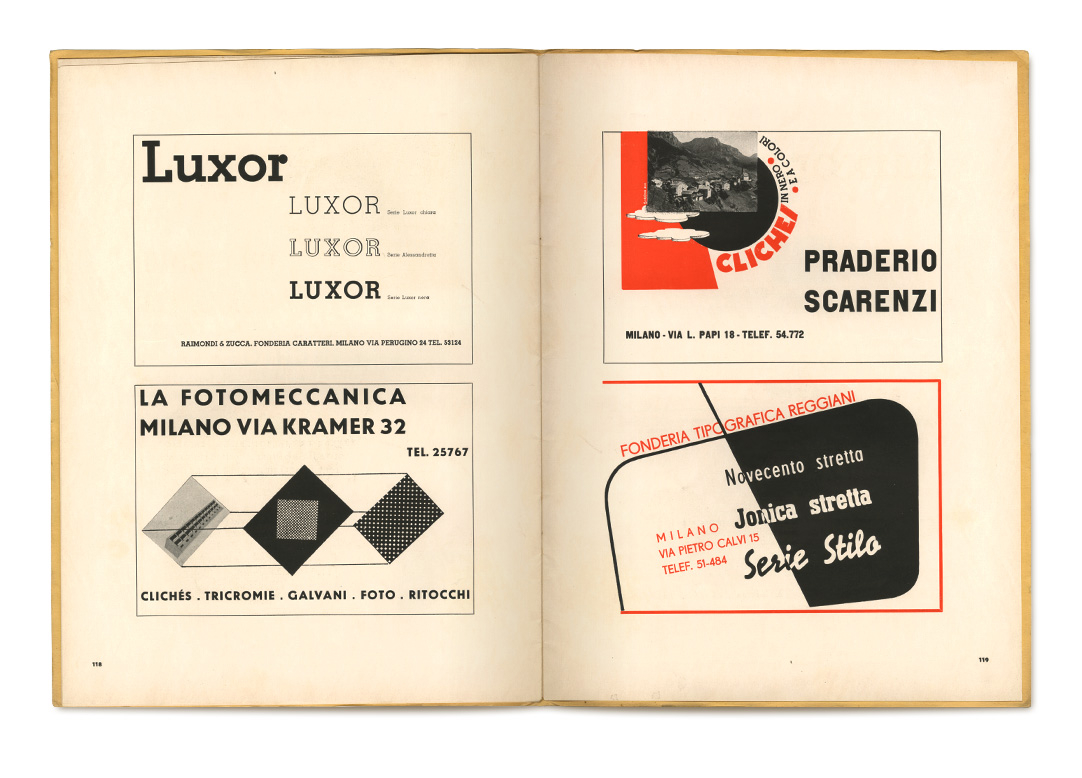 Luxor
LUXOR Serie Luxor chiara
LUXOR Serie Alessandretta
LUXOR Serie Luxor nera
RAIMONDI & ZUCCA. FONDERIA CARATTERI. MILANO VIA PERUGINO 24 TEL. 53124
LA FOTOMECCANICA
MILANO VIA KRAMER 32
TEL. 25767
CLICHÉS . TRICROMIE . GALVANI . FOTO . RITOCCHI
118
CLICHÉS IN NERO E A COLORI
PRADERIO
SCARENZI
MILANO - VIA L. PAPI 18 - TELEF. 54.772
FONDERIA TIPOGRAFICA REGGIANI
Novecento stretta
Jonica stretta
Serie Stilo
MILANO
VIA PIETRO CALVI 15
TELEF. 51-484
119